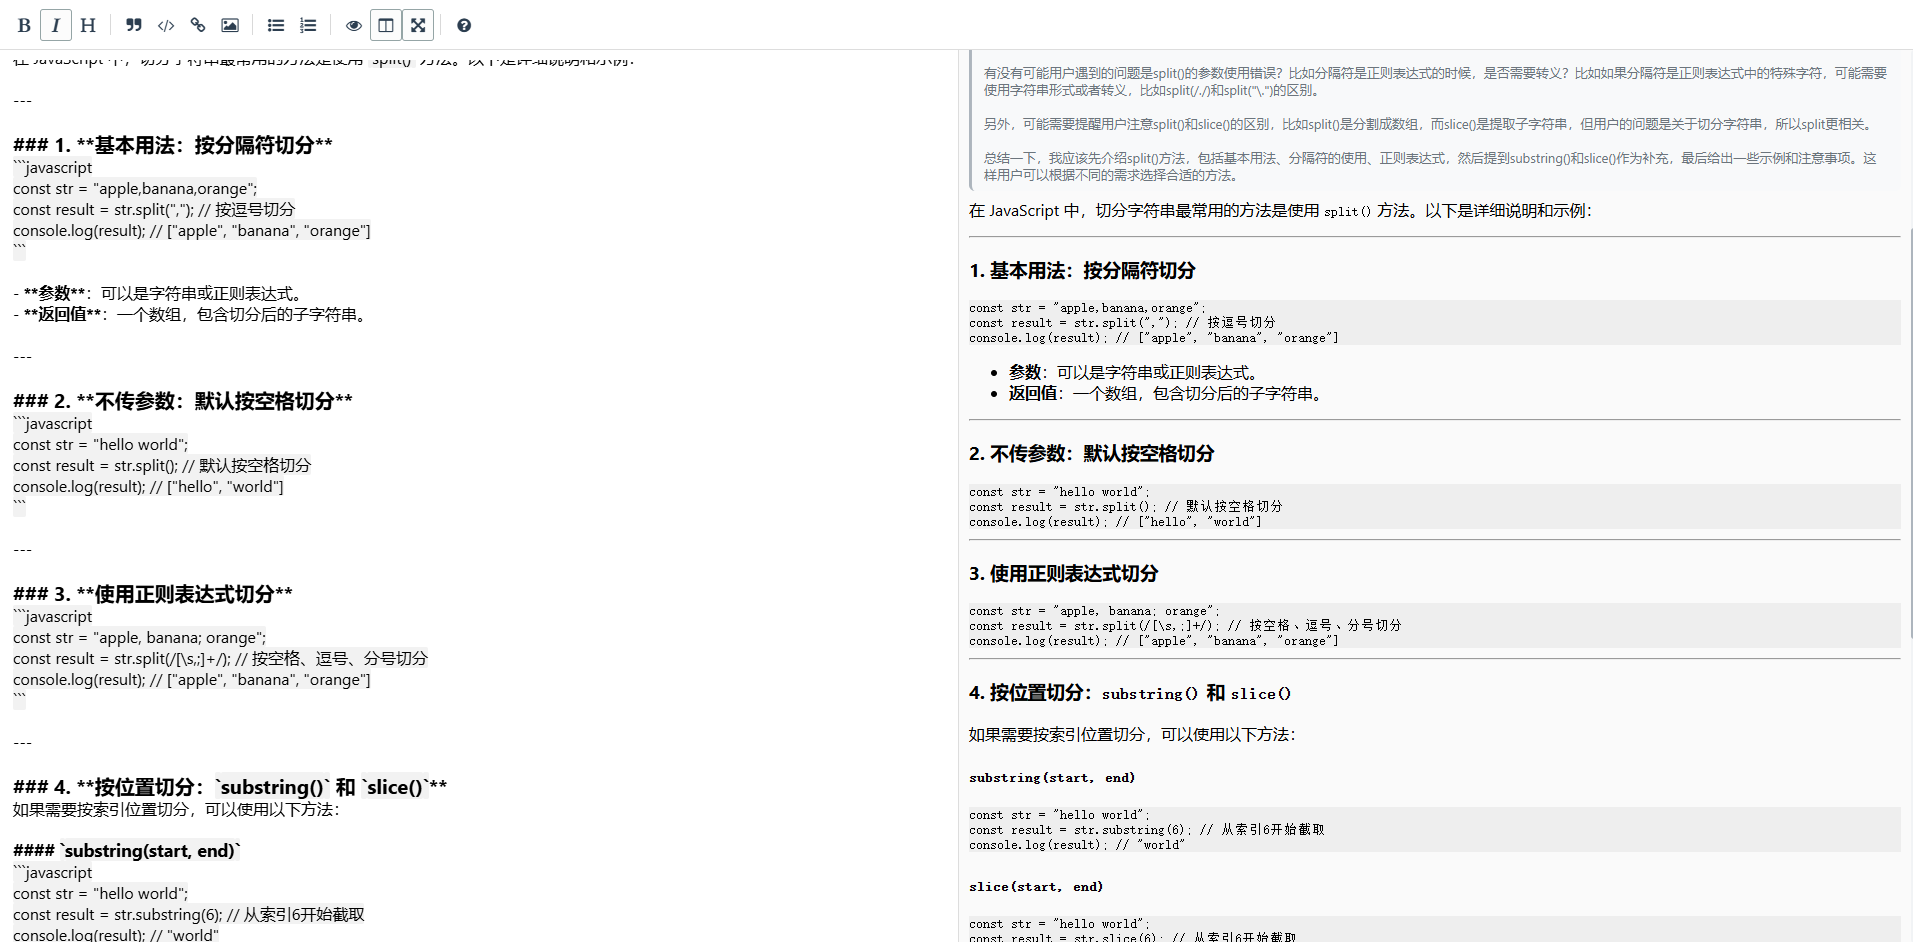 B I H
在 JavaScript 中，切分字符串最常用的方法是使用 `split()` 方法。以下是详细说明和示例：
---
### 1. **基本用法：按分隔符切分**
```javascript
const str = "apple,banana,orange";
const result = str.split(","); // 按逗号切分
console.log(result); // ["apple", "banana", "orange"]
```
- **参数**：可以是字符串或正则表达式。
- **返回值**：一个数组，包含切分后的子字符串。
---
### 2. **不传参数：默认按空格切分**
```javascript
const str = "hello world";
const result = str.split(); // 默认按空格切分
console.log(result); // ["hello", "world"]
```
---
### 3. **使用正则表达式切分**
```javascript
const str = "apple, banana; orange";
const result = str.split(/[\s,;]+/); // 按空格、逗号、分号切分
console.log(result); // ["apple", "banana", "orange"]
```
---
### 4. **按位置切分：`substring()` 和 `slice()`**
如果需要按索引位置切分，可以使用以下方法：
#### `substring(start, end)`
```javascript
const str = "hello world";
const result = str.substring(6); // 从索引6开始截取
console.log(result); // "world"
有没有可能用户遇到的问题是split()的参数使用错误？比如分隔符是正则表达式的时候，是否需要转义？比如如果分隔符是正则表达式中的特殊字符，可能需要
使用字符串形式或者转义，比如split(/./)和split("\.")的区别。
另外，可能需要提醒用户注意split()和slice()的区别，比如split()是分割成数组，而slice()是提取子字符串，但用户的问题是关于切分字符串，所以split更相关。
总结一下，我应该先介绍split()方法，包括基本用法、分隔符的使用、正则表达式，然后提到substring()和slice()作为补充，最后给出一些示例和注意事项。这
样用户可以根据不同的需求选择合适的方法。
在 JavaScript 中，切分字符串最常用的方法是使用 split() 方法。以下是详细说明和示例：
1. 基本用法：按分隔符切分
const str = "apple,banana,orange";
const result = str.split(","); // 按逗号切分
console.log(result); // ["apple", "banana", "orange"]
• 参数：可以是字符串或正则表达式。
• 返回值：一个数组，包含切分后的子字符串。
2. 不传参数：默认按空格切分
const str = "hello world";
const result = str.split(); // 默认按空格切分
console.log(result); // ["hello", "world"]
3. 使用正则表达式切分
const str = "apple, banana; orange";
const result = str.split(/[\s,;]+/); // 按空格、逗号、分号切分
console.log(result); // ["apple", "banana", "orange"]
4. 按位置切分：substring() 和 slice()
如果需要按索引位置切分，可以使用以下方法：
substring(start, end)
const str = "hello world";
const result = str.substring(6); // 从索引6开始截取
console.log(result); // "world"
slice(start, end)
const str = "hello world";
const result = str.slice(6); // 从索引6开始截取